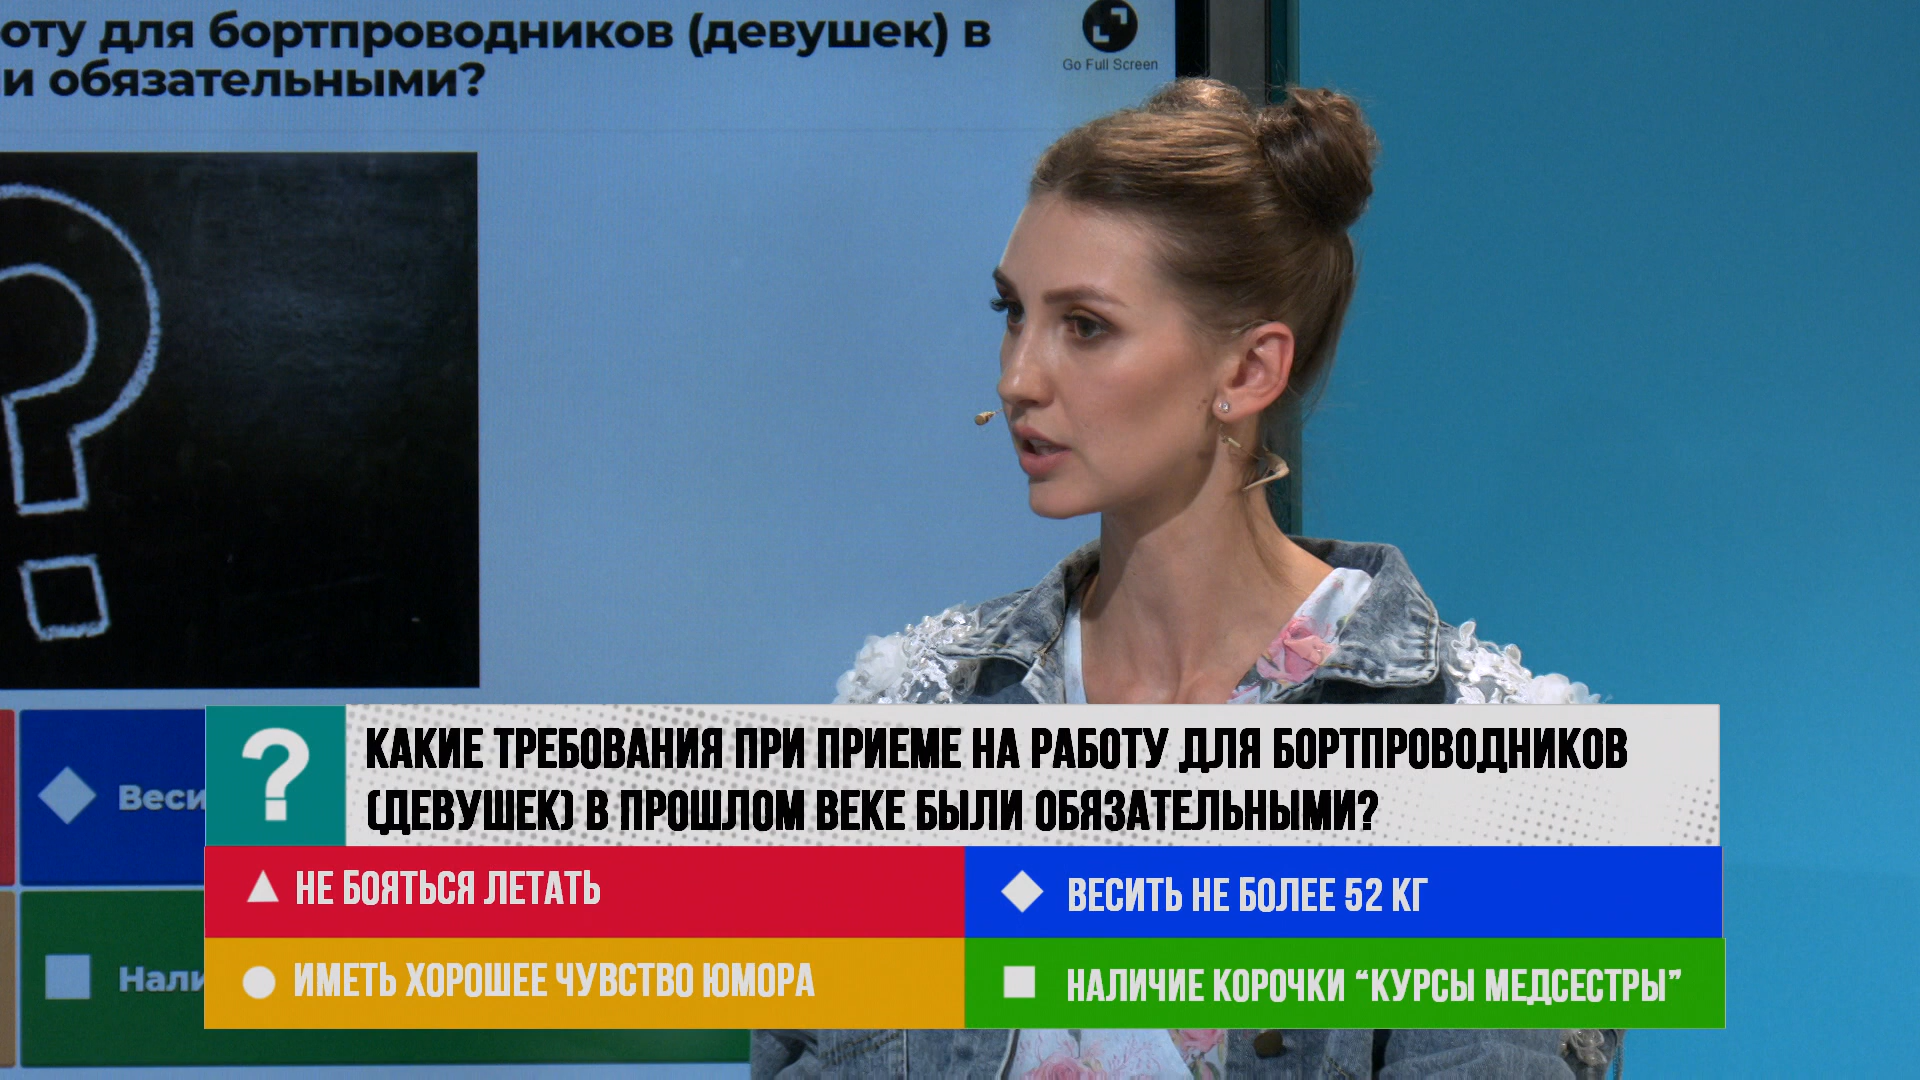 оту для бортпроводников (девушек) в
и обязательными?
Go Full Screen
?
?
КАКИЕ ТРЕБОВАНИЯ ПРИ ПРИЕМЕ НА РАБОТУ ДЛЯ БОРТПРОВОДНИКОВ
(ДЕВУШЕК) В ПРОШЛОМ ВЕКЕ БЫЛИ ОБЯЗАТЕЛЬНЫМИ?
Веси
НЕ БОЯТЬСЯ ЛЕТАТЬ
ВЕСИТЬ НЕ БОЛЕЕ 52 КГ
Нали
ИМЕТЬ ХОРОШЕЕ ЧУВСТВО ЮМОРА
НАЛИЧИЕ КОРОЧКИ “КУРСЫ МЕДСЕСТРЫ”